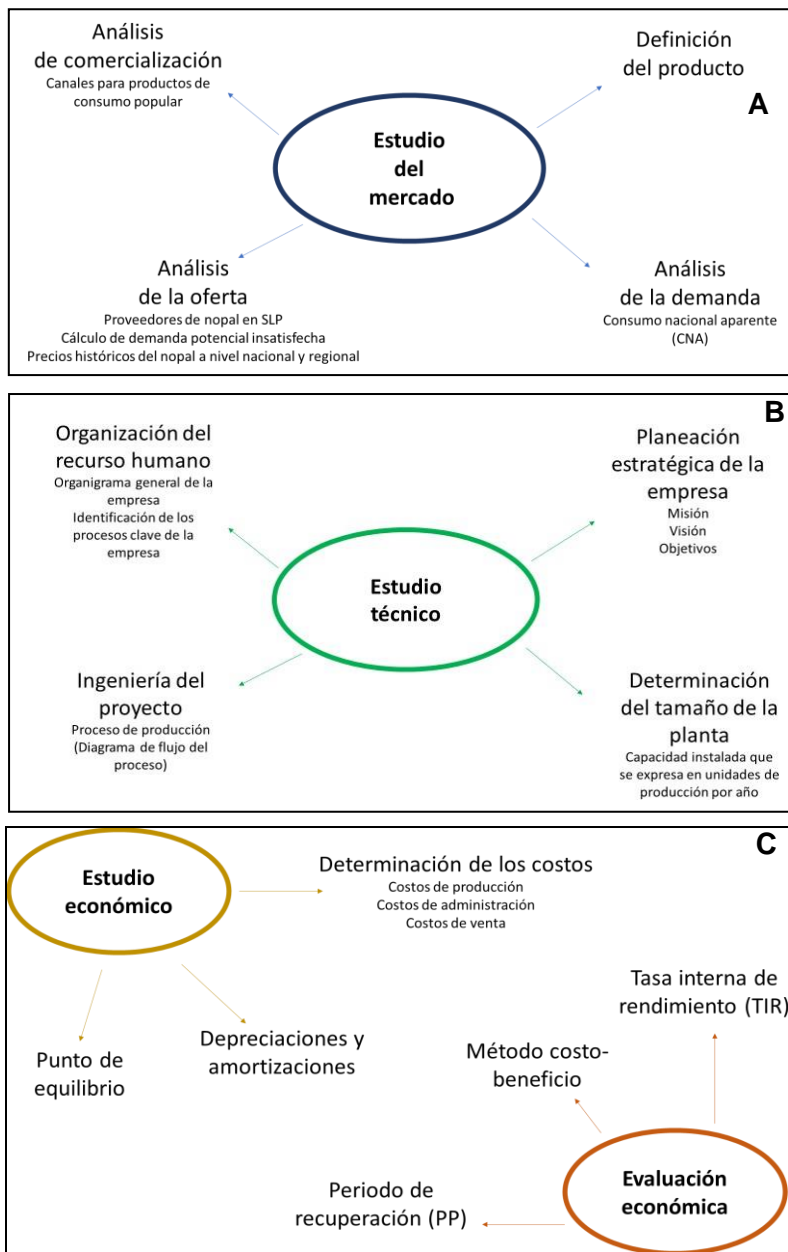 Análisis
de comercialización
Canales para productos de
consumo popular
Definición
del producto
A
Estudio
del
mercado
Análisis
de la oferta
Proveedores de nopal en SLP
Cálculo de demanda potencial insatisfecha
Precios históricos del nopal a nivel nacional y regional
Análisis
de la demanda
Consumo nacional aparente
(CNA)
B
Organización del
recurso humano
Organigrama general de la
empresa
Identificación de los
procesos clave de la
empresa
Planeación
estratégica de la
empresa
Misión
Visión
Objetivos
Estudio
técnico
Ingeniería del
proyecto
Proceso de producción
(Diagrama de flujo del
proceso)
Determinación
del tamaño de la
planta
Capacidad instalada que
se expresa en unidades de
producción por año
C
Estudio
económico
Determinación de los costos
Costos de producción
Costos de administración
Costos de venta
Punto de
equilibrio
Depreciaciones y
amortizaciones
Tasa interna de
rendimiento (TIR)
Método costo-
beneficio
Periodo de
recuperación (PP)
Evaluación
económica